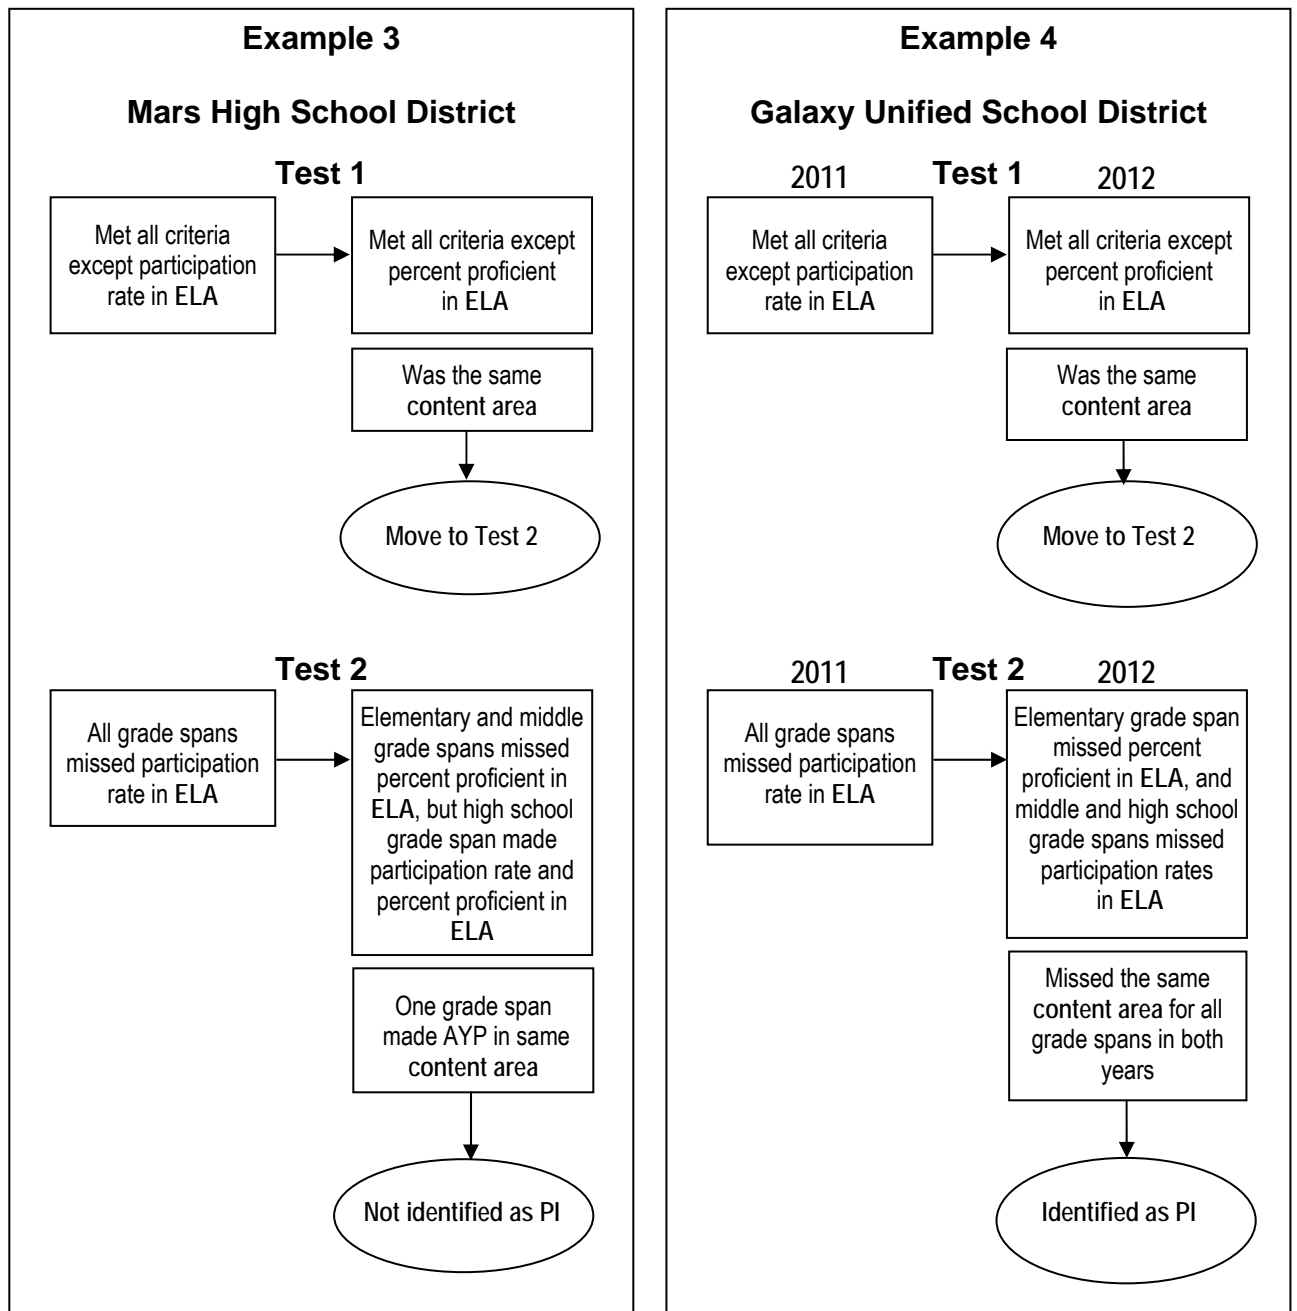 Example 3
Mars High School District
Test 1
Met all criteria
except participation
rate in ELA
Met all criteria except
percent proficient
in ELA
Was the same
content area
Move to Test 2
Test 2
All grade spans
missed participation
rate in ELA
Elementary and middle
grade spans missed
percent proficient in
ELA, but high school
grade span made
participation rate and
percent proficient in
ELA
One grade span
made AYP in same
content area
Not identified as PI
Example 4
Galaxy Unified School District
2011 Test 1 2012
Met all criteria
except participation
rate in ELA
Met all criteria except
percent proficient
in ELA
Was the same
content area
Move to Test 2
2011 Test 2 2012
All grade spans
missed participation
rate in ELA
Elementary grade span
missed percent
proficient in ELA, and
middle and high school
grade spans missed
participation rates
in ELA
Missed the same
content area for all
grade spans in both
years
Identified as PI